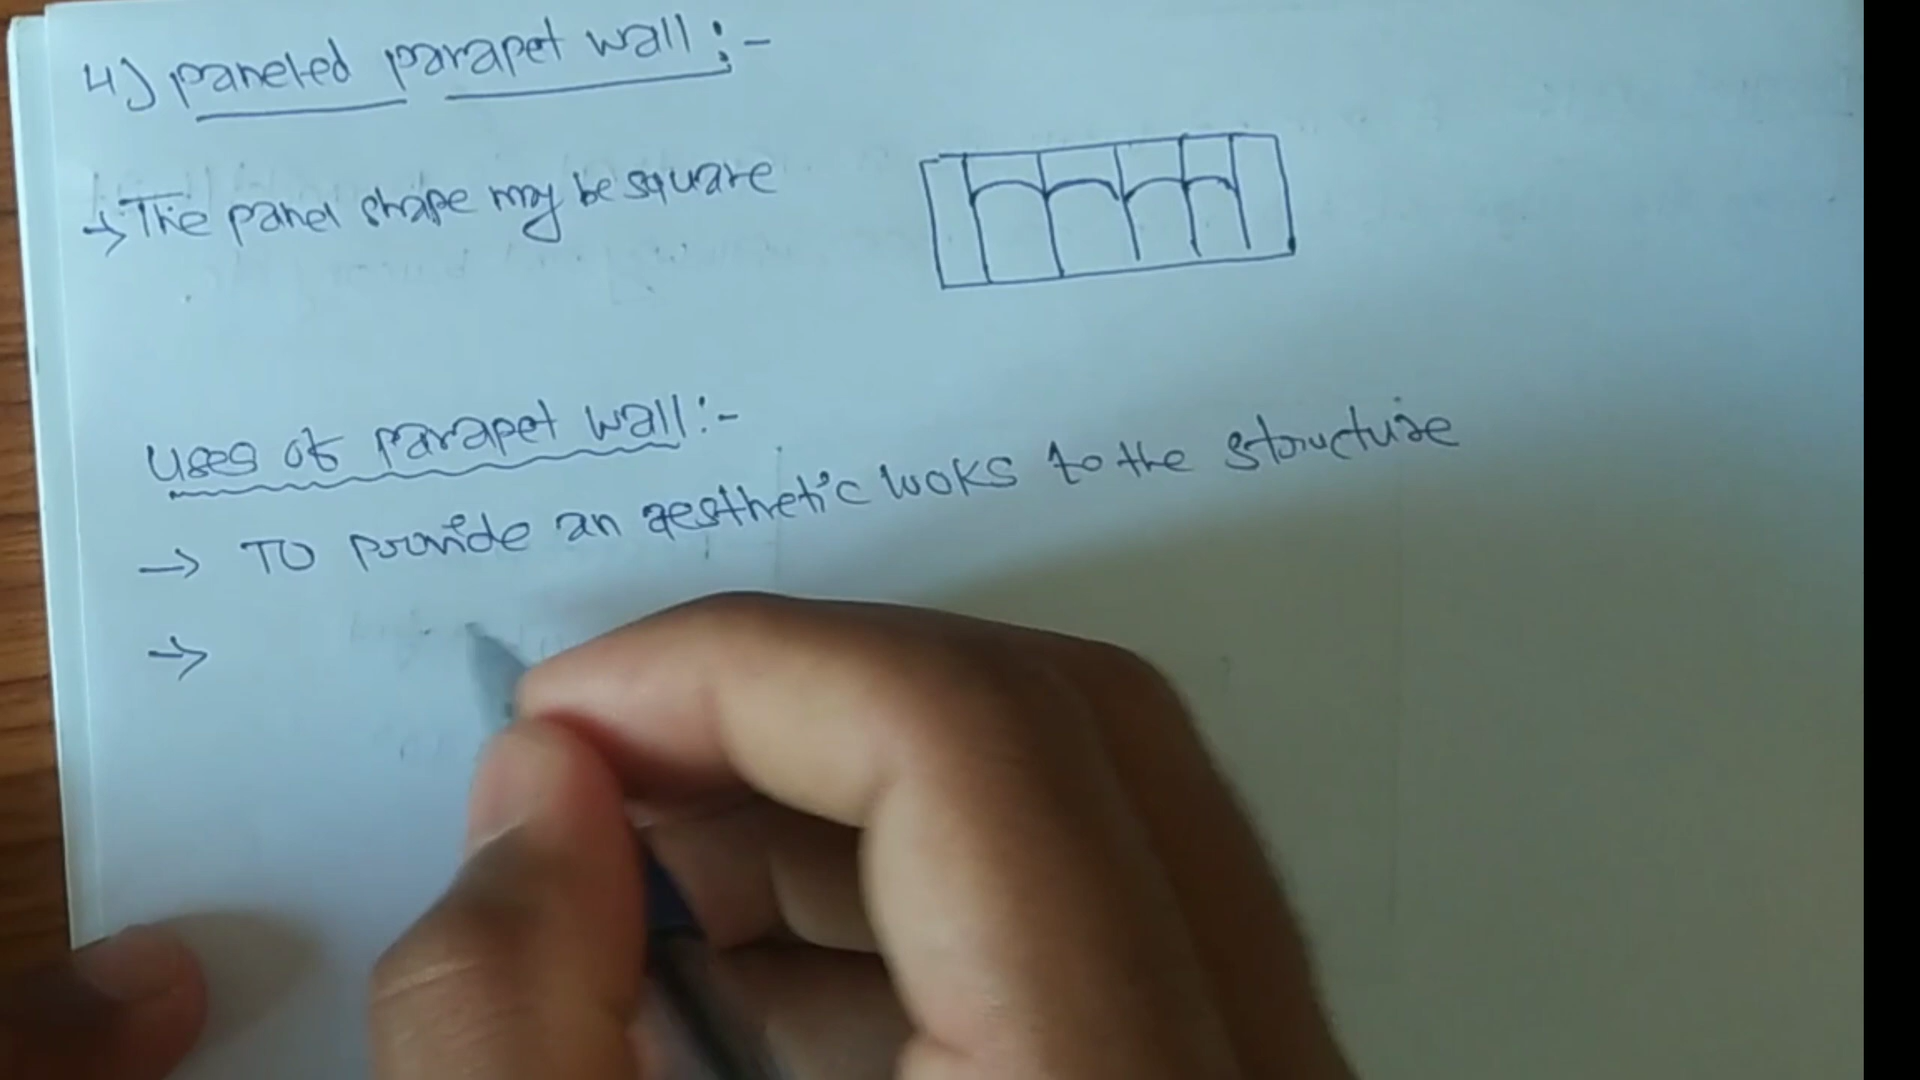 4) paneled parapet wall :-
→ The panel shape may be square
uses of parapet wall :-
→ To provide an aesthetic looks to the structure
→